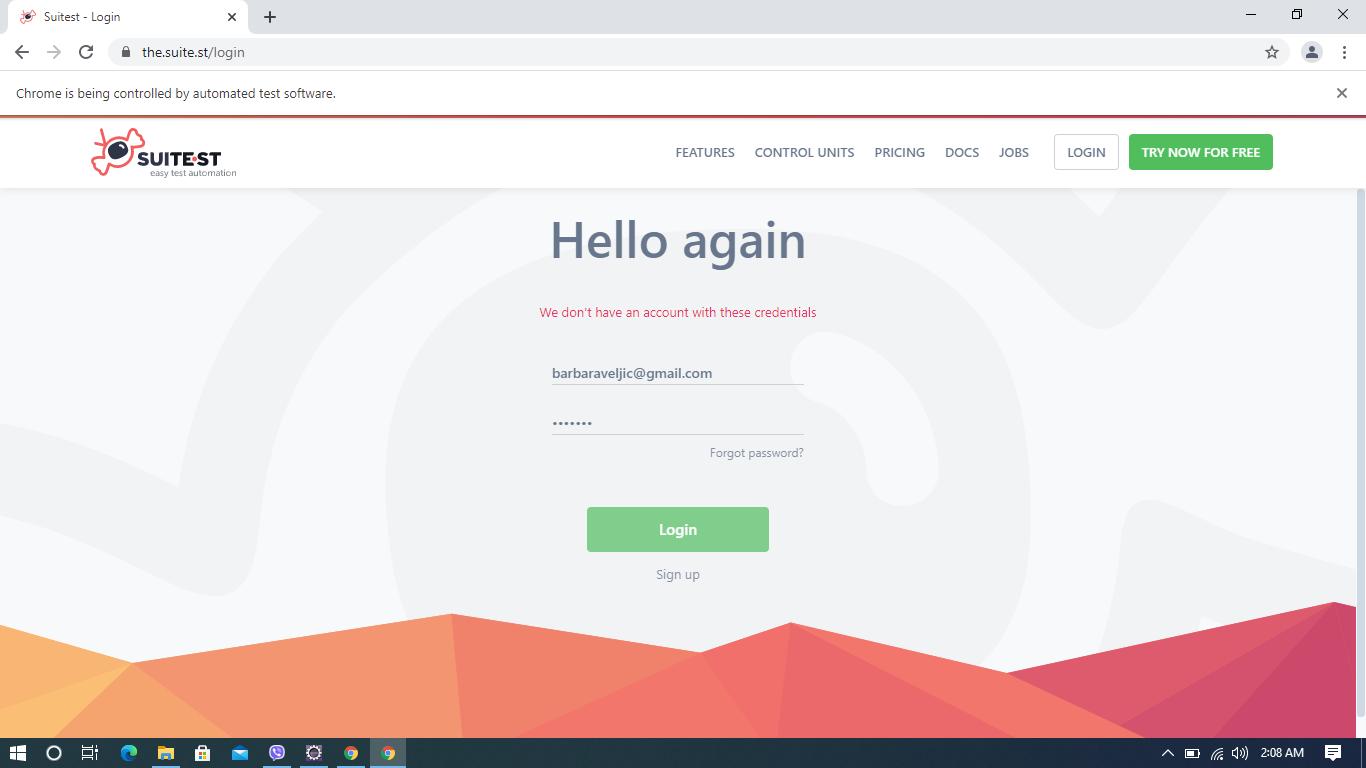 Suitest - Login
the.suite.st/login
Chrome is being controlled by automated test software.
SUITEST
easy test automation
FEATURES CONTROL UNITS PRICING DOCS JOBS LOGIN TRY NOW FOR FREE
Hello again
We don't have an account with these credentials
barbaraveljic@gmail.com
•••••••
Forgot password?
Login
Sign up
2:08 AM